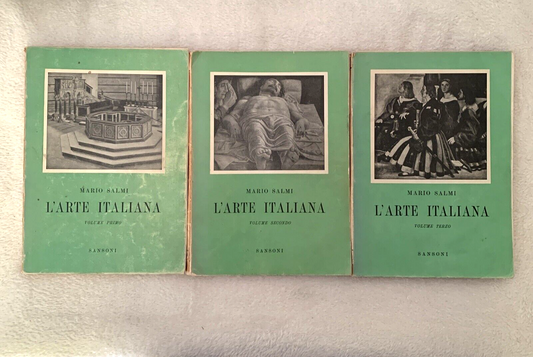 MARIO SALMI
L'ARTE ITALIANA
VOLUME PRIMO
SANSONI
MARIO SALMI
L'ARTE ITALIANA
VOLUME SECONDO
SANSONI
MARIO SALMI
L'ARTE ITALIANA
VOLUME TERZO
SANSONI